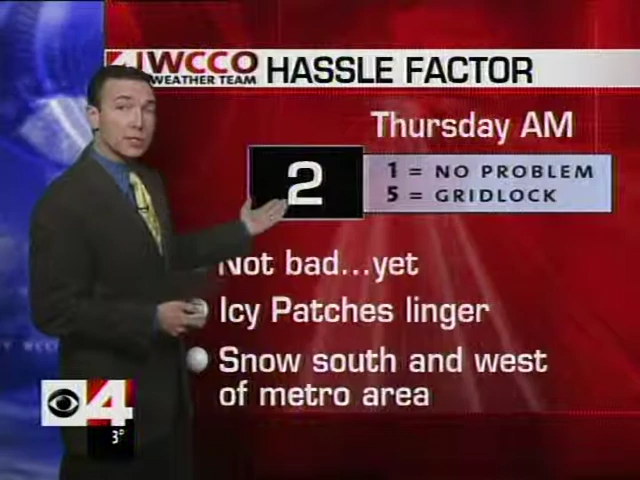 WCCO
WEATHER TEAM
HASSLE FACTOR
Thursday AM
2
1 = NO PROBLEM
5 = GRIDLOCK
Not bad...yet
Icy Patches linger
Snow south and west
of metro area
4
3°